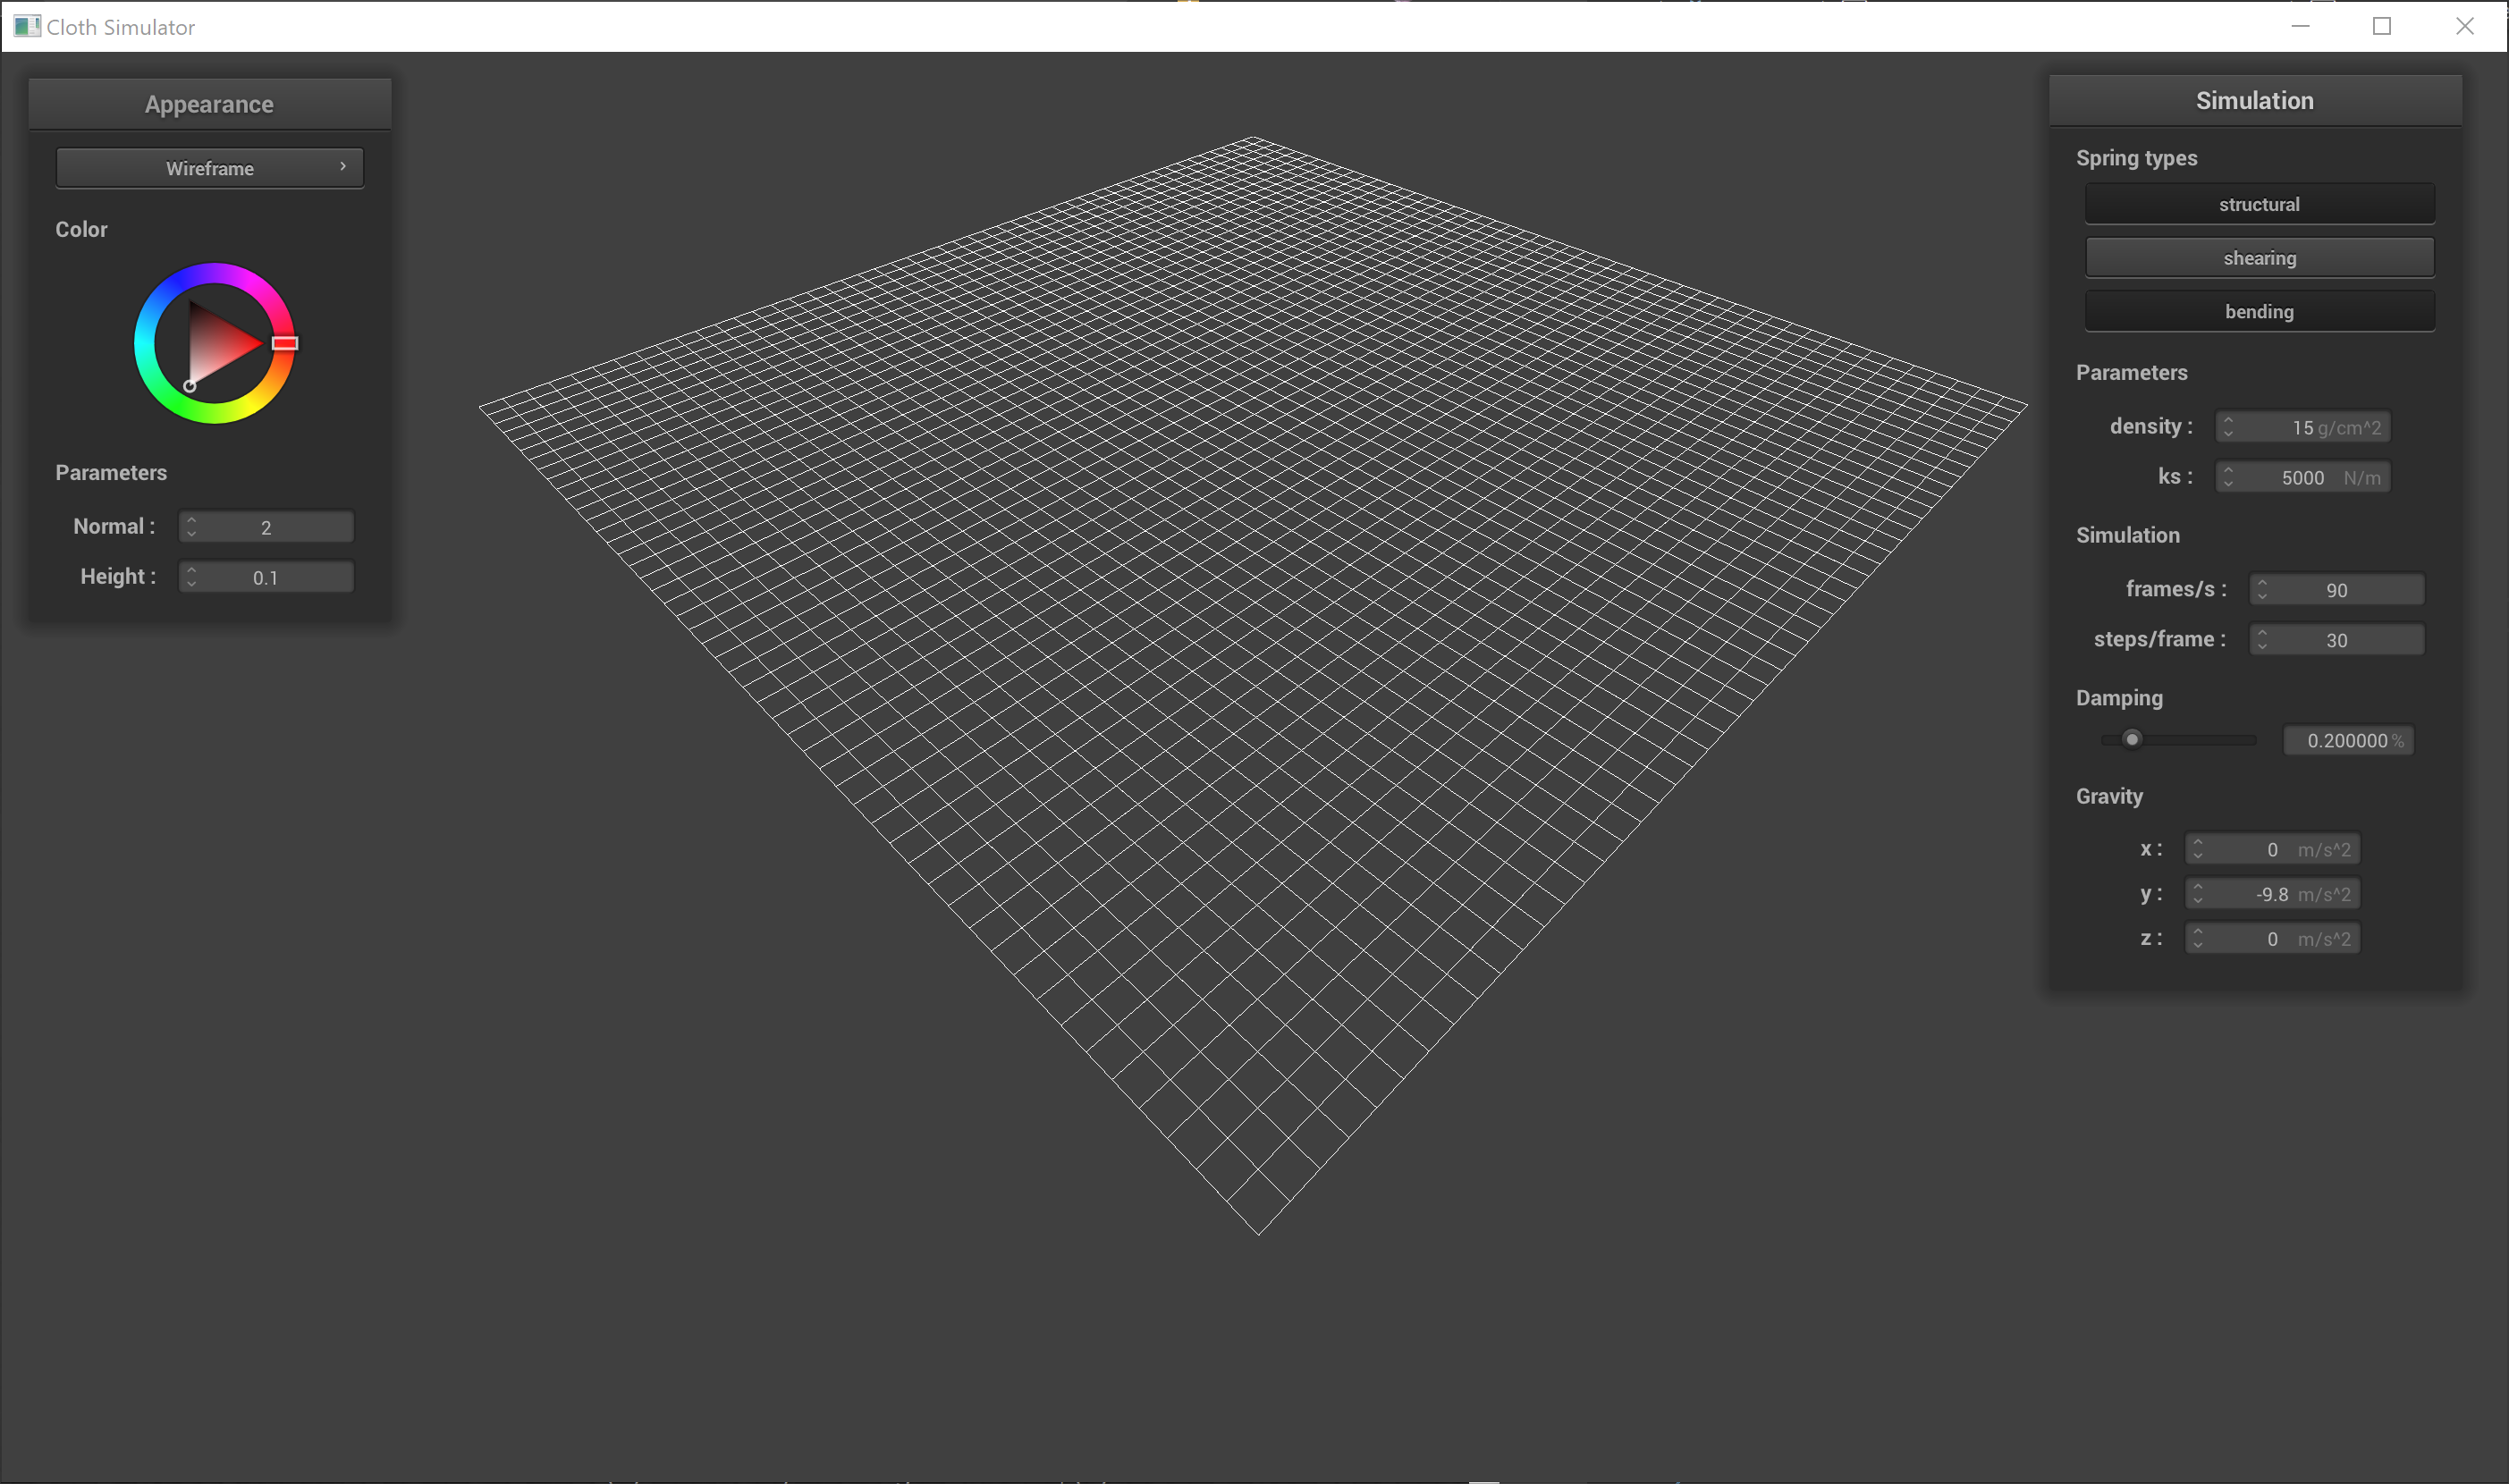 Cloth Simulator
Appearance
Wireframe
Color
Parameters
Normal : 2
Height : 0.1
Simulation
Spring types
structural
shearing
bending
Parameters
density : 15 g/cm^2
ks : 5000 N/m
Simulation
frames/s : 90
steps/frame : 30
Damping
0.200000 %
Gravity
x : 0 m/s^2
y : -9.8 m/s^2
z : 0 m/s^2